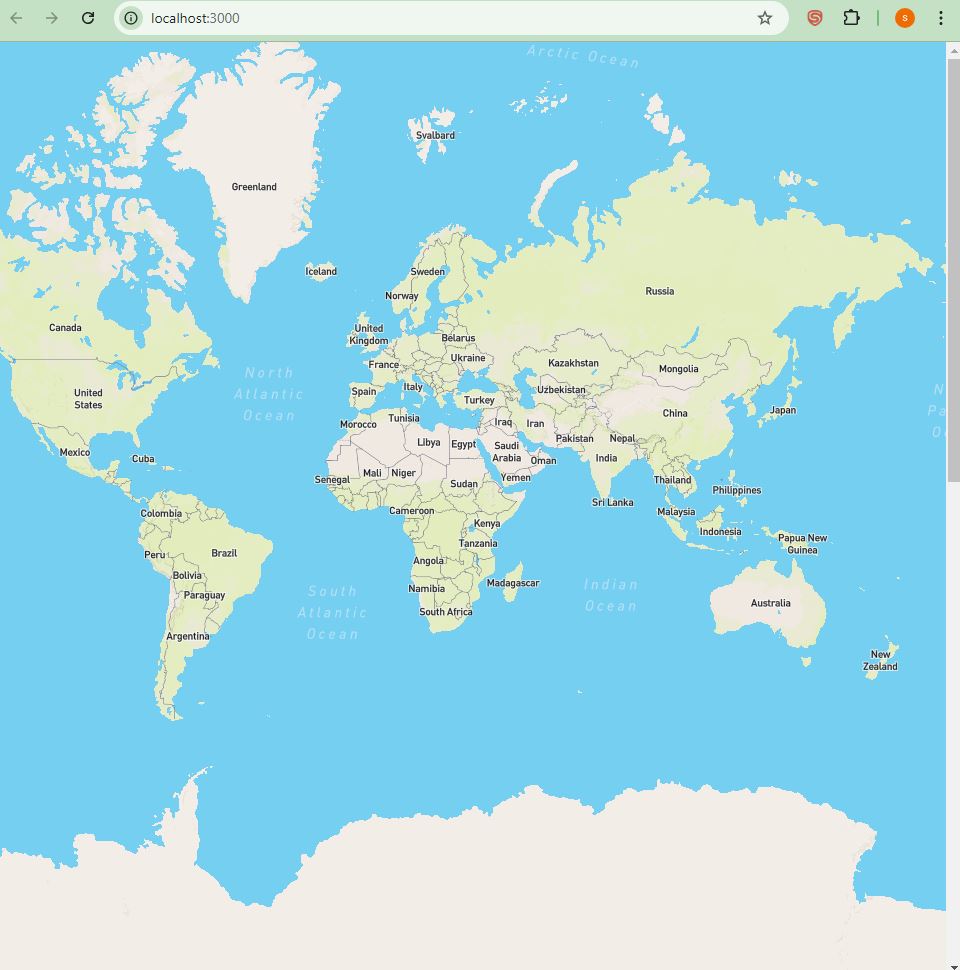 localhost:3000
S
Arctic Ocean
Svalbard
Greenland
Iceland
Sweden
Norway
Russia
Canada
United
Kingdom
Belarus
Ukraine
France
Kazakhstan
Mongolia
United
States
Spain
Italy
Uzbekistan
Turkey
China
Japan
North
Atlantic
Ocean
Morocco
Tunisia
Iraq
Iran
Pakistan
Nepal
Libya
Egypt
Saudi
Arabia
Oman
India
Mexico
Cuba
Senegal
Mali
Niger
Sudan
Yemen
Thailand
Philippines
Sri Lanka
Colombia
Cameroon
Kenya
Malaysia
Indonesia
Papua New
Guinea
Peru
Brazil
Tanzania
Angola
Bolivia
Paraguay
Namibia
Madagascar
South
Atlantic
Ocean
Indian
Ocean
Australia
South Africa
Argentina
New
Zealand